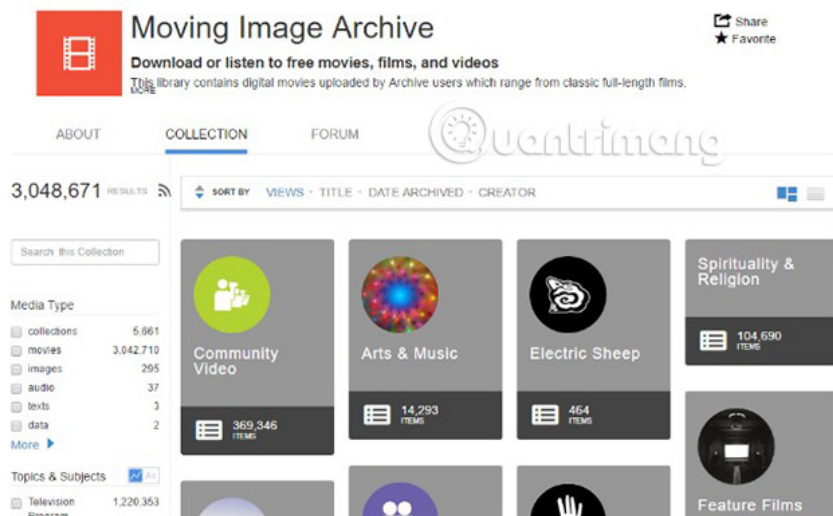 Moving Image Archive
Download or listen to free movies, films, and videos
This library contains digital movies uploaded by Archive users which range from classic full-length films,
MORE
Share
Favorite
ABOUT
COLLECTION
FORUM
Quantrimang
3,048,671 RESULTS
SORT BY VIEWS · TITLE · DATE ARCHIVED · CREATOR
Search this Collection
Media Type
collections 5,661
movies 3,042,710
images 295
audio 37
texts 3
data 2
More
Topics & Subjects
Az
Television 1,220,353
Program
Community
Video
369,346
ITEMS
Arts & Music
14,293
ITEMS
Electric Sheep
464
ITEMS
Spirituality &
Religion
104,690
ITEMS
Feature Films